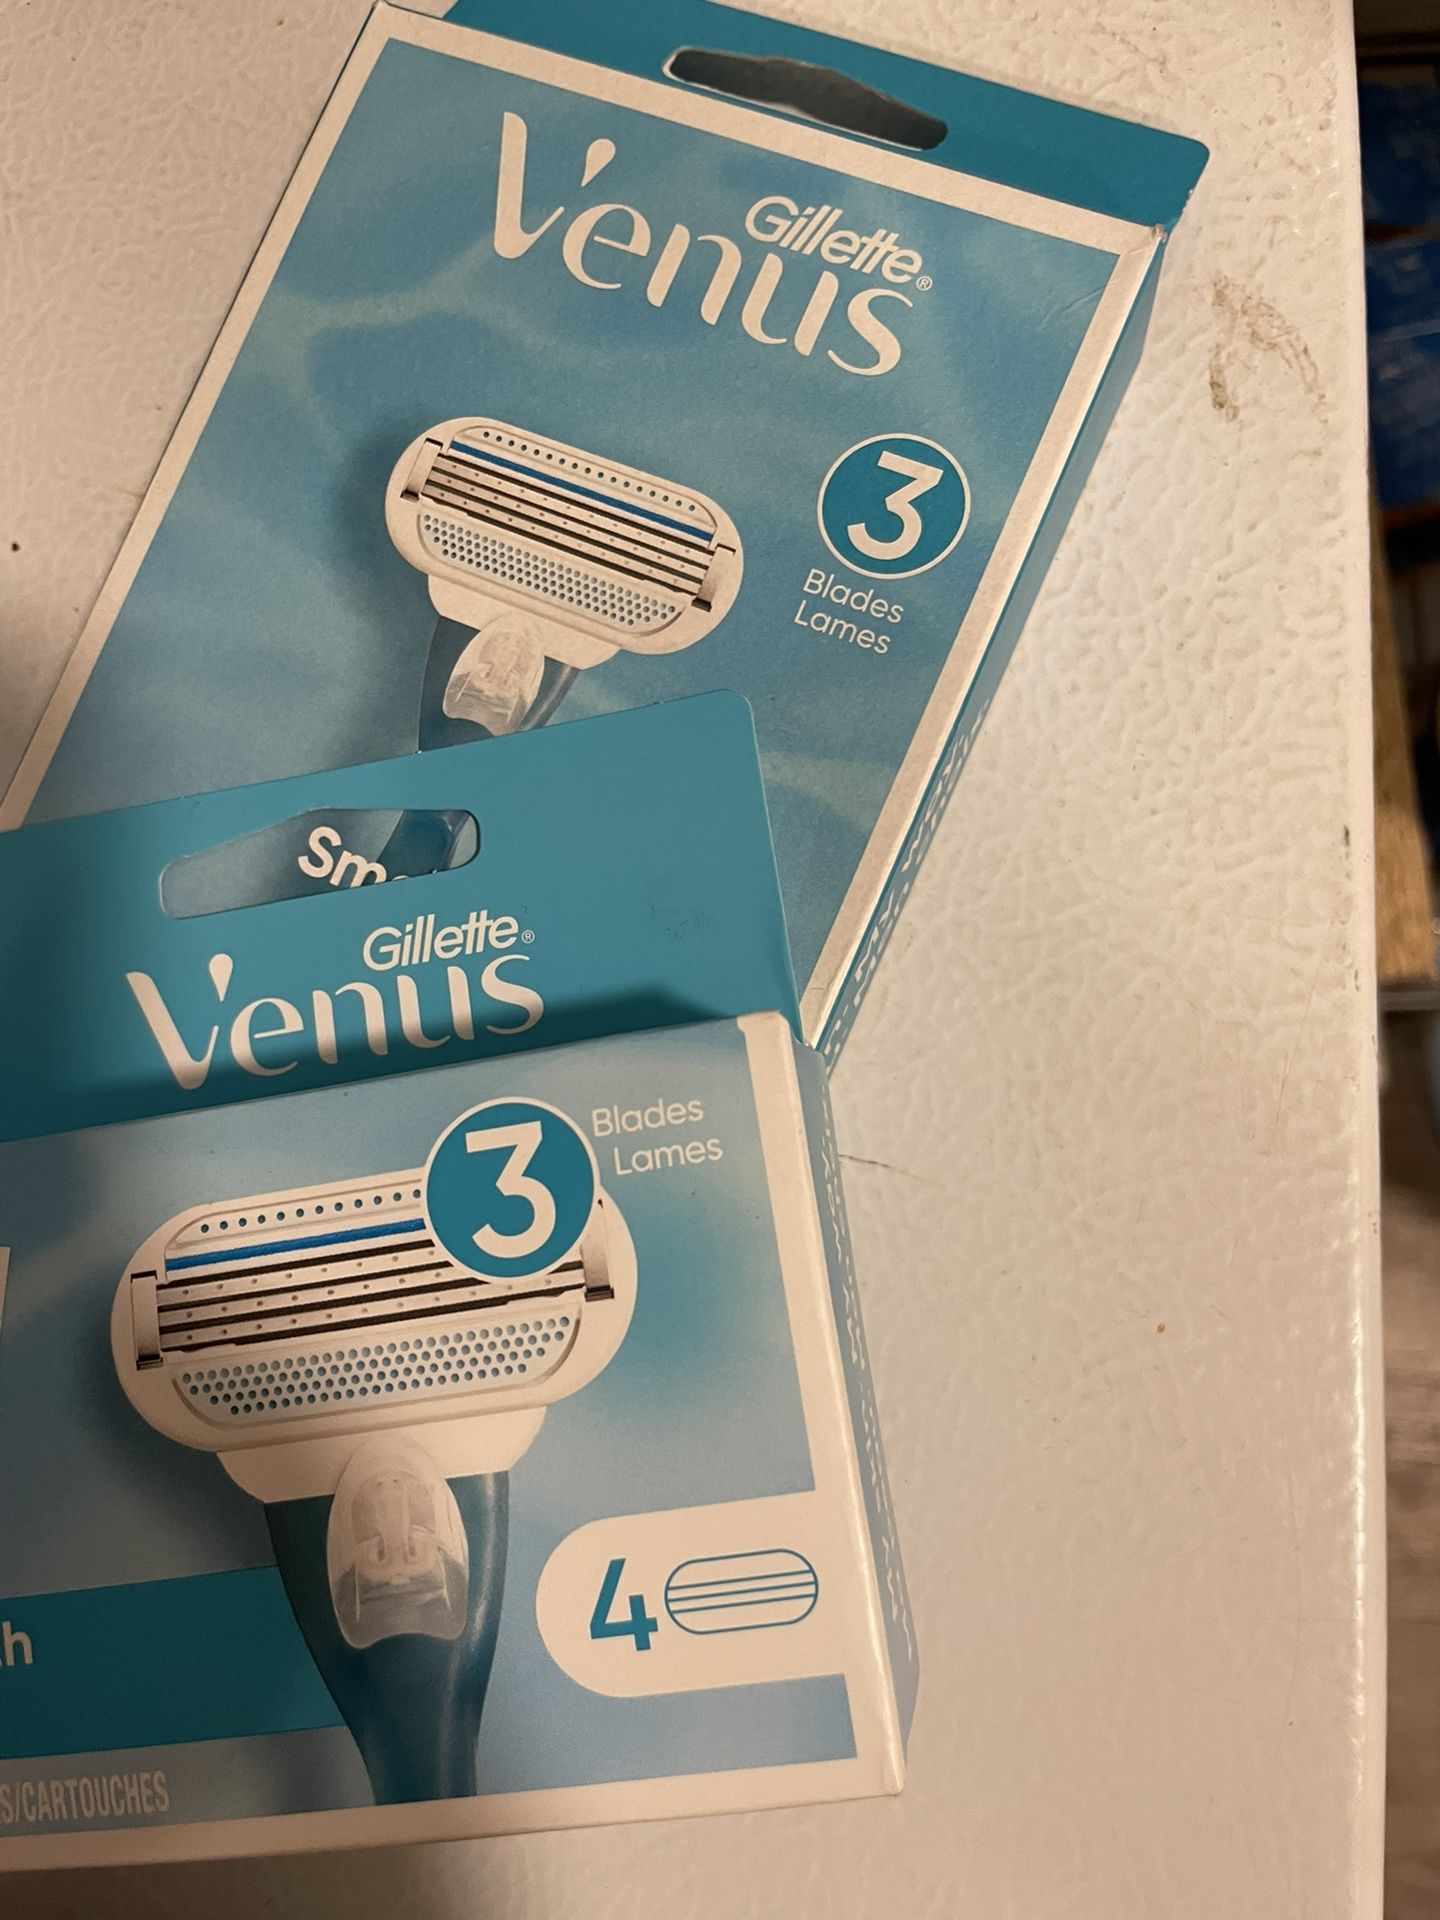 Gillette®
Venus
3
Blades
Lames
Sm
Gillette®
Venus
3
Blades
Lames
4
S/CARTOUCHES